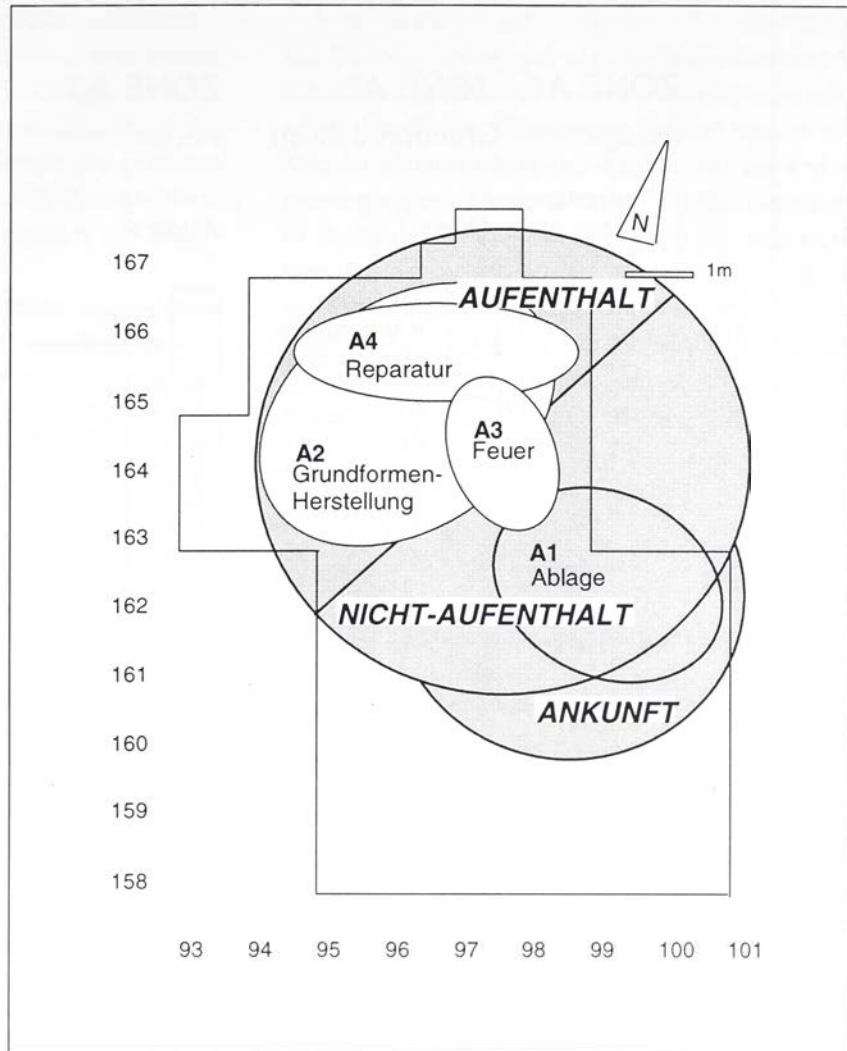 N
1m
167
166
165
164
163
162
161
160
159
158
AUFENTHALT
A4
Reparatur
A3
Feuer
A2
Grundformen-
Herstellung
A1
Ablage
NICHT-AUFENTHALT
ANKUNFT
93 94 95 96 97 98 99 100 101